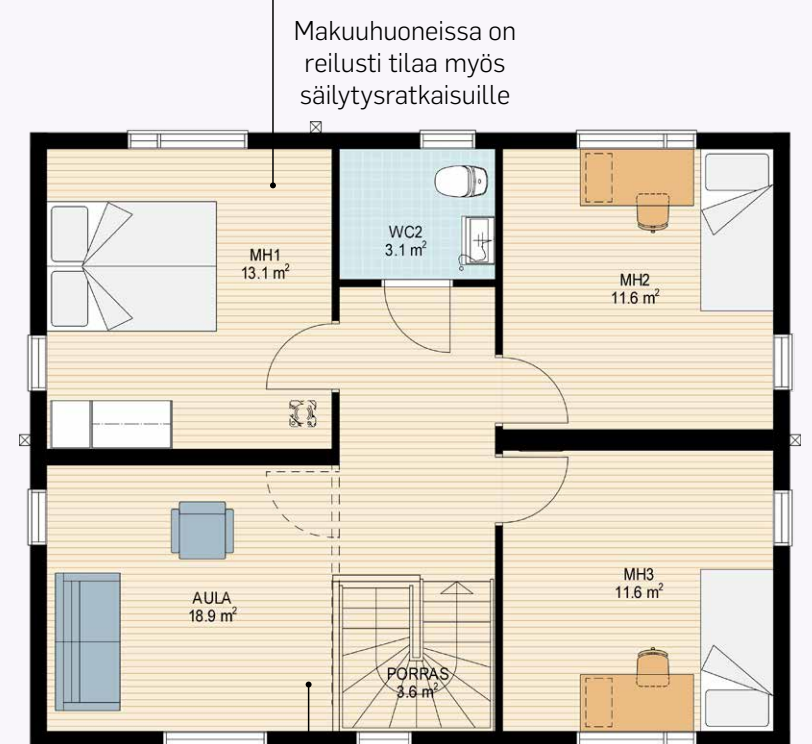 Makuuhuoneissa on
reilusti tilaa myös
säilytysratkaisuille
MH1
13.1 m²
WC2
3.1 m²
MH2
11.6 m²
AULA
18.9 m²
PORRAS
3.6 m²
MH3
11.6 m²